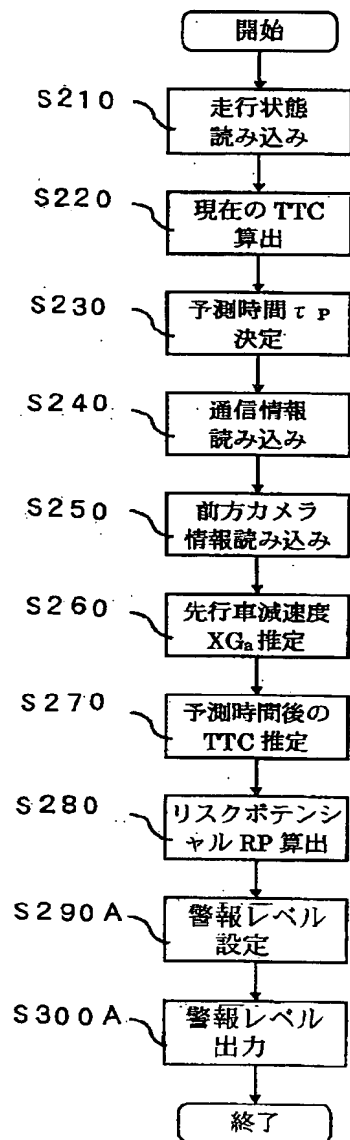 開始
S210
走行状態
読み込み
S220
現在の TTC
算出
S230
予測時間 τ P
決定
S240
通信情報
読み込み
S250
前方カメラ
情報読み込み
S260
先行車減速度
XGa 推定
S270
予測時間後の
TTC 推定
S280
リスクポテンシ
ャル RP 算出
S290A
警報レベル
設定
S300A
警報レベル
出力
終了